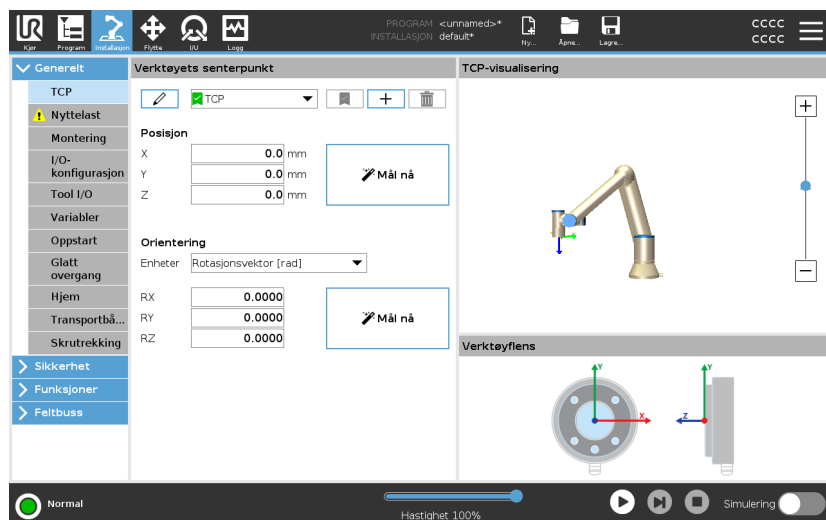 PROGRAM <unnamed>*
INSTALLASJON default*
Kjør Program Installasjon Flytte I/U Logg
Ny... Åpne... Lagre...
CCCC
CCCC
Generelt
TCP
Nyttelast
Montering
I/O-
konfigurasjon
Tool I/O
Variabler
Oppstart
Glatt
overgang
Hjem
Transportbå...
Skrutrekking
Sikkerhet
Funksjoner
Feltbuss
Verktøyets senterpunkt
TCP
Posisjon
X 0.0 mm
Y 0.0 mm
Z 0.0 mm
Mål nå
Orientering
Enheter Rotasjonsvektor [rad]
RX 0.0000
RY 0.0000
RZ 0.0000
Mål nå
TCP-visualisering
Verktøyflens
Y
X
Y
Z
Normal
Hastighet 100%
Simulering